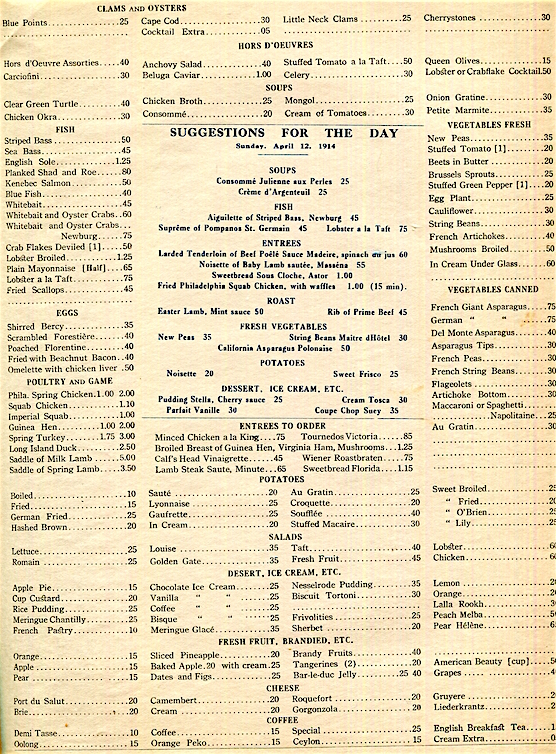 CLAMS AND OYSTERS
Blue Points .25 Cape Cod .30 Little Neck Clams .25 Cherrystones .30
Cocktail Extra .05
HORS D'OEUVRES
Hors d'Oeuvre Assorties .40 Anchovy Salad .40 Stuffed Tomato a la Taft .50 Queen Olives .15
Carciofini .30 Beluga Caviar 1.00 Celery .30 Lobster or Crabflake Cocktail .50
SOUPS
Clear Green Turtle .40 Chicken Broth .25 Mongol .25 Onion Gratine .30
Chicken Okra .30 Consommé .20 Cream of Tomatoes .30 Petite Marmite .35
FISH
Striped Bass .50
Sea Bass .45
English Sole 1.25
Planked Shad and Roe .80
Kenebec Salmon .50
Blue Fish .40
Whitebait .45
Whitebait and Oyster Crabs .60
Whitebait and Oyster Crabs
Newburg .75
Crab Flakes Deviled [1] .50
Lobster Broiled 1.25
Plain Mayonnaise [Half] .65
Lobster a la Taft .75
Fried Scallops .45
EGGS
Shirred Bercy .35
Scrambled Forestière .40
Poached Florentine .40
Fried with Beachnut Bacon .40
Omelette with chicken liver .50
POULTRY AND GAME
Phila. Spring Chicken 1.00 2.00
Squab Chicken 1.10
Imperial Squab 1.00
Guinea Hen 1.00 2.00
Spring Turkey 1.75 3.00
Long Island Duck 2.50
Saddle of Milk Lamb 5.00
Saddle of Spring Lamb 3.50
SUGGESTIONS FOR THE DAY
Sunday, April 12, 1914
SOUPS
Consommé Julienne aux Perles 25
Crème d'Argenteuil 25
FISH
Aiguilete of Striped Bass, Newburg 45
Suprême of Pompanos St. Germain 45 Lobster a la Taft 75
ENTREES
Larded Tenderloin of Beef Poêlé Sauce Madeire, spinach au jus 60
Noisette of Baby Lamb sautée, Masséna 55
Sweetbread Sous Cloche, Astor 1.00
Fried Philadelphia Squab Chicken, with waffles 1.00 (15 min).
ROAST
Easter Lamb, Mint sauce 50 Rib of Prime Beef 45
FRESH VEGETABLES
New Peas 35 String Beans Maitre dHôtel 30
California Asparagus Polonaise 50
POTATOES
Noisette 20 Sweet Frisco 25
DESSERT, ICE CREAM, ETC.
Pudding Stella, Cherry sauce 25 Cream Tosca 30
Parfait Vanille 30 Coupe Chop Suey 35
ENTREES TO ORDER
Minced Chicken a la King .75 Tournedos Victoria .85
Broiled Breast of Guinea Hen, Virginia Ham, Mushrooms 1.25
Calf's Head Vinaigrette .45 Wiener Roastbraten .75
Lamb Steak Saute, Minute .65 Sweetbread Florida 1.15
VEGETABLES FRESH
New Peas .35
Stuffed Tomato [1] .20
Beets in Butter .20
Brussels Sprouts .25
Stuffed Green Pepper [1] .20
Egg Plant .25
Cauliflower .30
String Beans .30
French Artichokes .40
Mushrooms Broiled .50
In Cream Under Glass .60
VEGETABLES CANNED
French Giant Asparagus .75
German " " .75
Del Monte Asparagus .40
Asparagus Tips .30
French Peas .30
French String Beans .30
Flageolets .30
Artichoke Bottom .30
Maccaroni or Spaghetti
Napolitaine .25
Au Gratin .30
POTATOES
Boiled .10 Sauté .20 Au Gratin .25 Sweet Broiled .25
Fried .15 Lyonnaise .25 Croquette .20 " Fried .20
German Fried .25 Gaufrette .25 Soufflée .40 " O'Brien .25
Hashed Brown .20 In Cream .20 Stuffed Macaire .30 " Lily .25
SALADS
Lettuce .25 Louise .35 Taft .40 Lobster .60
Romain .25 Golden Gate .35 Fresh Fruit .45 Chicken .60
DESERT, ICE CREAM, ETC.
Apple Pie .15 Chocolate Ice Cream .25 Nesselrode Pudding .35 Lemon .20
Cup Custard .20 Vanilla " " .25 Biscuit Tortoni .30 Orange .20
Rice Pudding .25 Coffee " " .25 Lalla Rookh .30
Meringue Chantilly .25 Bisque " " .25 Frivolities .25 Peach Melba .50
French Pastry .10 Meringue Glacé .35 Sherbet .20 Pear Hélène
FRESH FRUIT, BRANDIED, ETC.
Orange .15 Sliced Pineapple .20 Brandy Fruits .40
Apple .15 Baked Apple .20 with cream .25 Tangerines (2) .20 American Beauty [cup] .50
Pear .15 Dates and Figs .25 Bar-le-duc Jelly .25 40 Grapes
CHEESE
Port du Salut .20 Camembert .20 Roquefort .20 Gruyere
Brie .20 Cream .20 Gorgonzola .20 Liederkrantz
COFFEE
Demi Tasse .10 Coffee .15 Special .25 English Breakfast Tea
Oolong .15 Orange Peko .15 Ceylon .15 Cream Extra